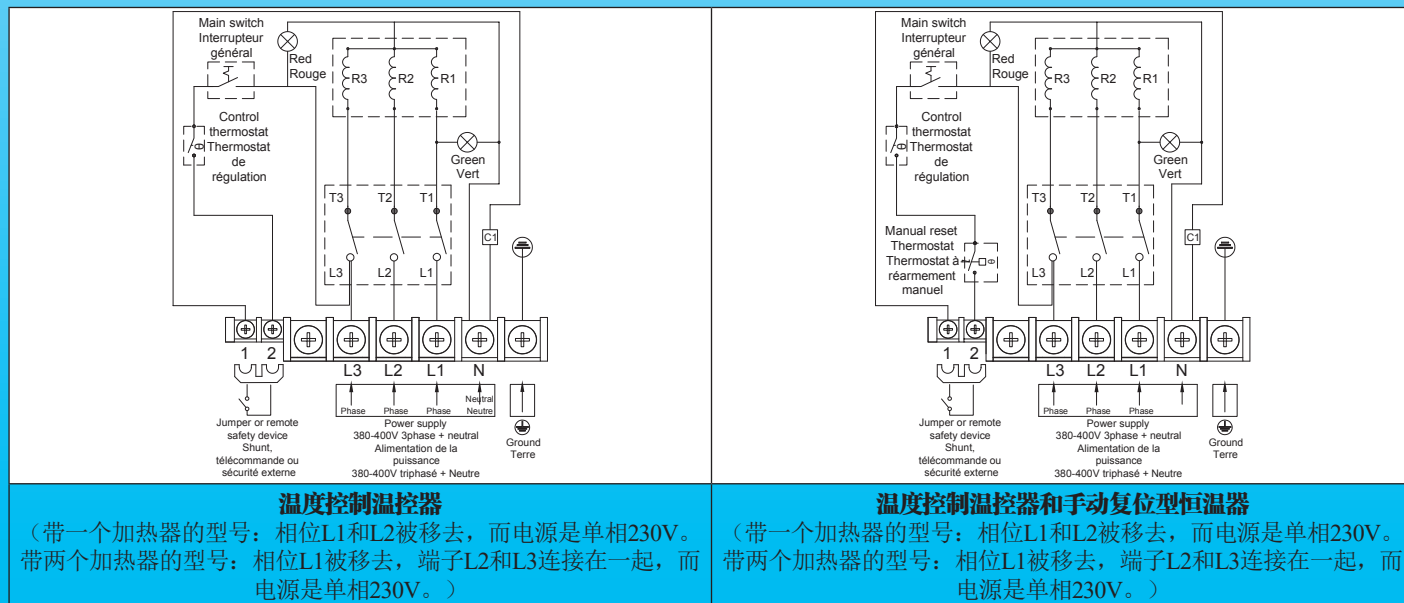 Main switch
Interrupteur
général
Red
Rouge
R3
R2
R1
Control
thermostat
Thermostat
de
régulation
θ
Green
Vert
T3
T2
T1
C1
L3
L2
L1
1
2
L3
L2
L1
N
Phase
Phase
Phase
Neutral
Neutre
Jumper or remote
safety device
Shunt,
télécommande ou
sécurité externe
Power supply
380-400V 3phase + neutral
Alimentation de la
puissance
380-400V triphasé + Neutre
Ground
Terre
温度控制温控器
（带一个加热器的型号：相位L1和L2被移去，而电源是单相230V。
带两个加热器的型号：相位L1被移去，端子L2和L3连接在一起，而
电源是单相230V。）
Main switch
Interrupteur
général
Red
Rouge
R3
R2
R1
Control
thermostat
Thermostat
de
régulation
θ
Green
Vert
T3
T2
T1
Manual reset
Thermostat
Thermostat à
réarmement
manuel
θ
C1
L3
L2
L1
1
2
L3
L2
L1
N
Phase
Phase
Phase
Jumper or remote
safety device
Shunt,
télécommande ou
sécurité externe
Power supply
380-400V 3phase + neutral
Alimentation de la
puissance
380-400V triphasé + Neutre
Ground
Terre
温度控制温控器和手动复位型恒温器
（带一个加热器的型号：相位L1和L2被移去，而电源是单相230V。
带两个加热器的型号：相位L1被移去，端子L2和L3连接在一起，而
电源是单相230V。）